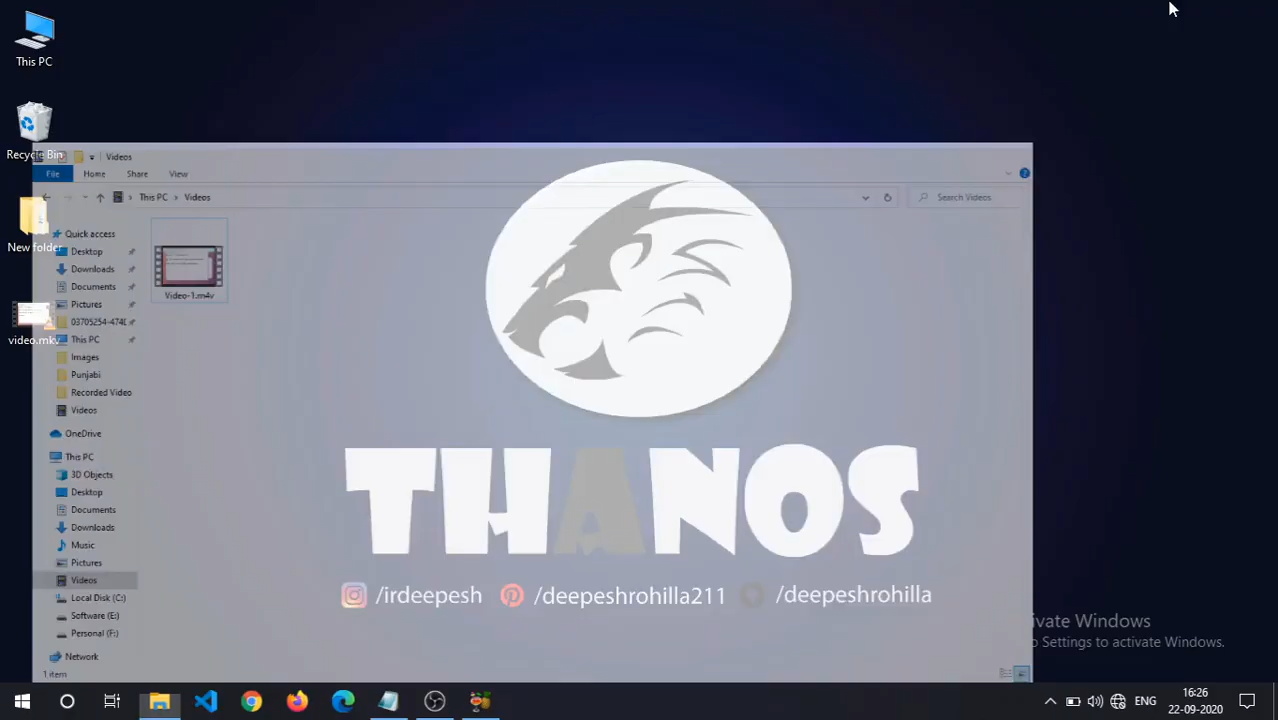 This PC
Recycle Bin
New folder
video.mkv
Videos
File
Home
Share
View
This PC
Videos
Search Videos
Quick access
Desktop
Downloads
Documents
Pictures
03705254-474
This PC
Images
Punjabi
Recorded Video
Videos
OneDrive
This PC
3D Objects
Desktop
Documents
Downloads
Music
Pictures
Videos
Local Disk (C:)
Software (E:)
Personal (F:)
Network
1 item
Video-1.m4v
THANOS
/irdeepesh
/deepeshrohilla211
/deepeshrohilla
ivate Windows
o Settings to activate Windows.
ENG
16:26
22-09-2020